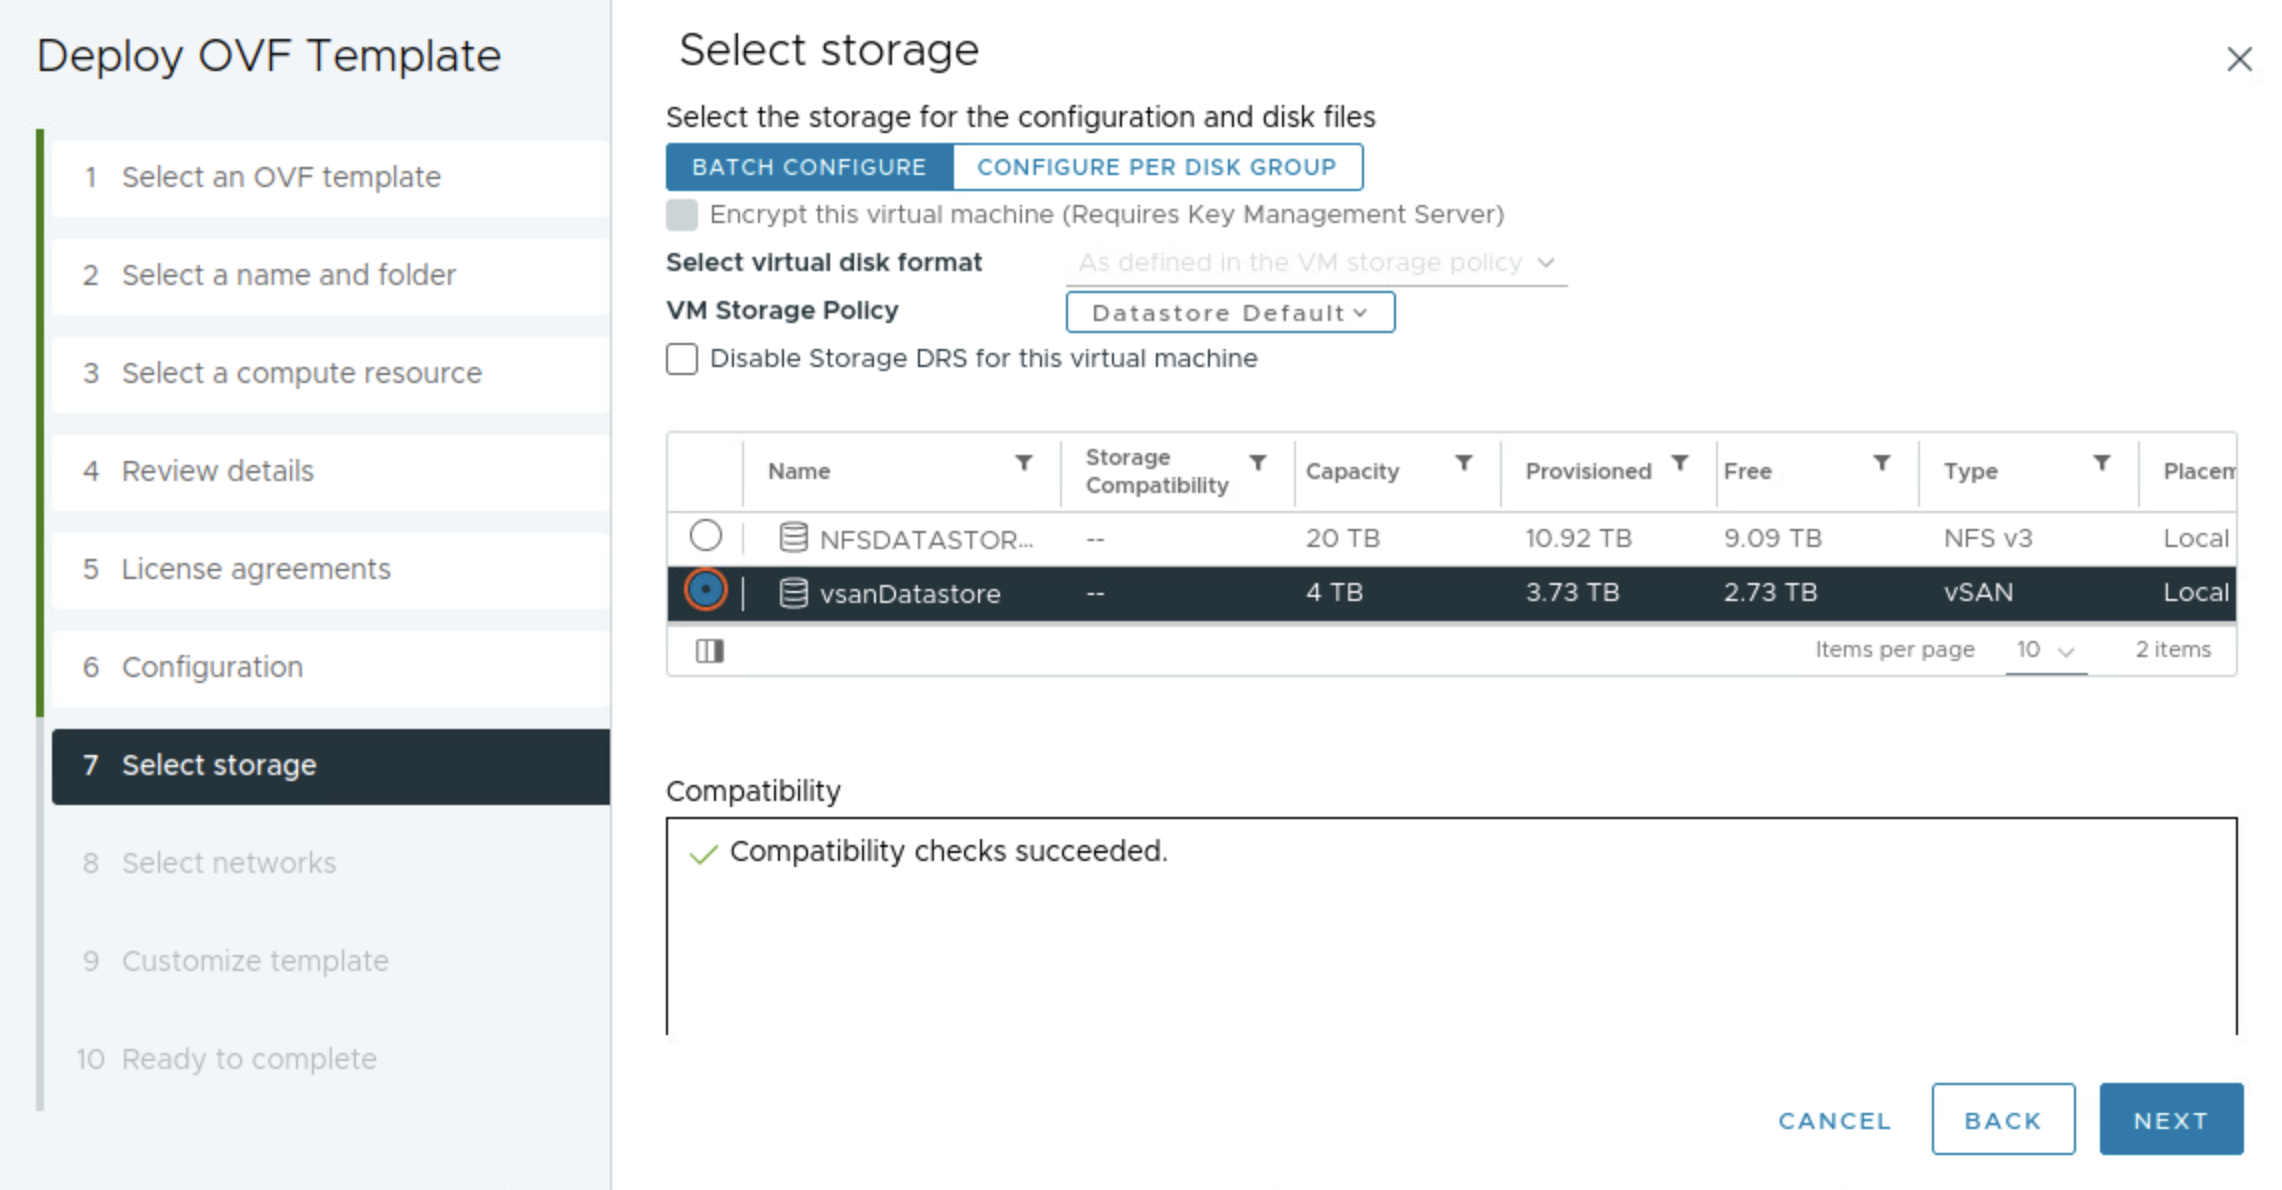 Deploy OVF Template
1 Select an OVF template
2 Select a name and folder
3 Select a compute resource
4 Review details
5 License agreements
6 Configuration
7 Select storage
8 Select networks
9 Customize template
10 Ready to complete
Select storage
Select the storage for the configuration and disk files
BATCH CONFIGURE CONFIGURE PER DISK GROUP
Encrypt this virtual machine (Requires Key Management Server)
Select virtual disk format As defined in the VM storage policy
VM Storage Policy Datastore Default
Disable Storage DRS for this virtual machine
Name Storage Compatibility Capacity Provisioned Free Type Placem
NFSDATASTOR... -- 20 TB 10.92 TB 9.09 TB NFS v3 Local
vsanDatastore -- 4 TB 3.73 TB 2.73 TB vSAN Local
Items per page 10 2 items
Compatibility
Compatibility checks succeeded.
CANCEL BACK NEXT